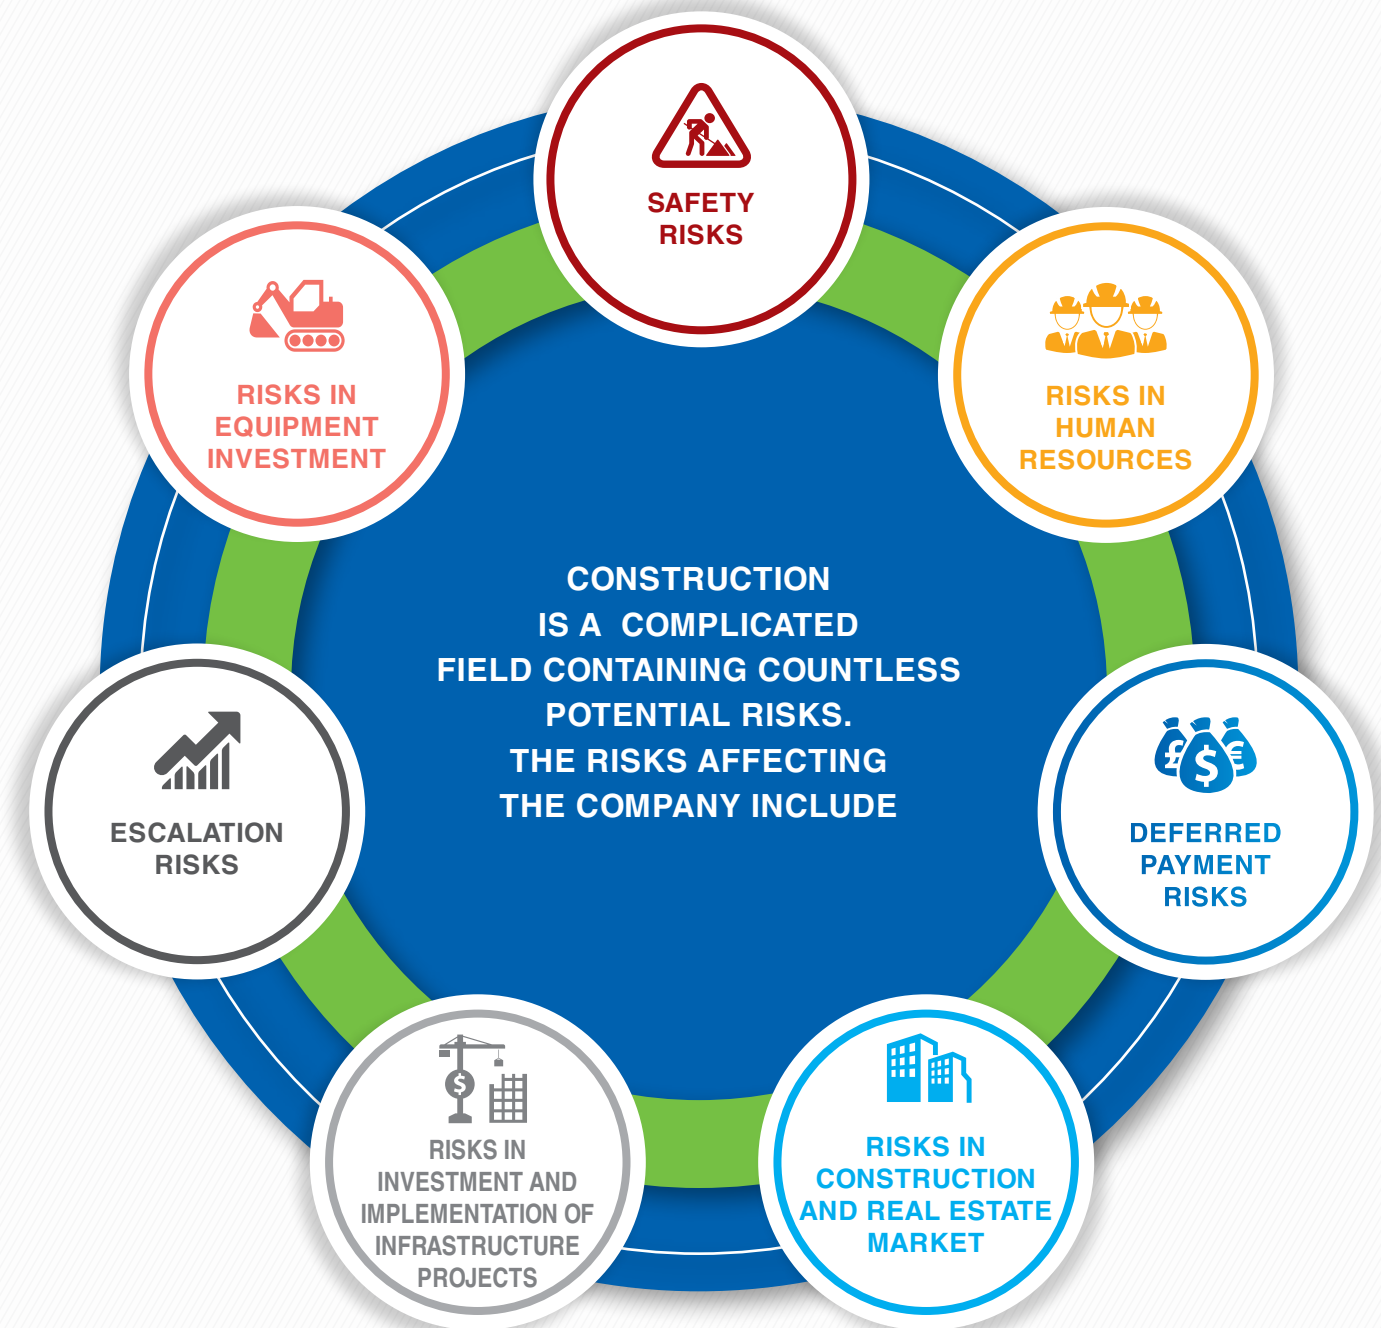 SAFETY
RISKS
RISKS IN
EQUIPMENT
INVESTMENT
RISKS IN
HUMAN
RESOURCES
CONSTRUCTION
IS A COMPLICATED
FIELD CONTAINING COUNTLESS
POTENTIAL RISKS.
THE RISKS AFFECTING
THE COMPANY INCLUDE
ESCALATION
RISKS
£ $ €
DEFERRED
PAYMENT
RISKS
$
RISKS IN
INVESTMENT AND
IMPLEMENTATION OF
INFRASTRUCTURE
PROJECTS
RISKS IN
CONSTRUCTION
AND REAL ESTATE
MARKET